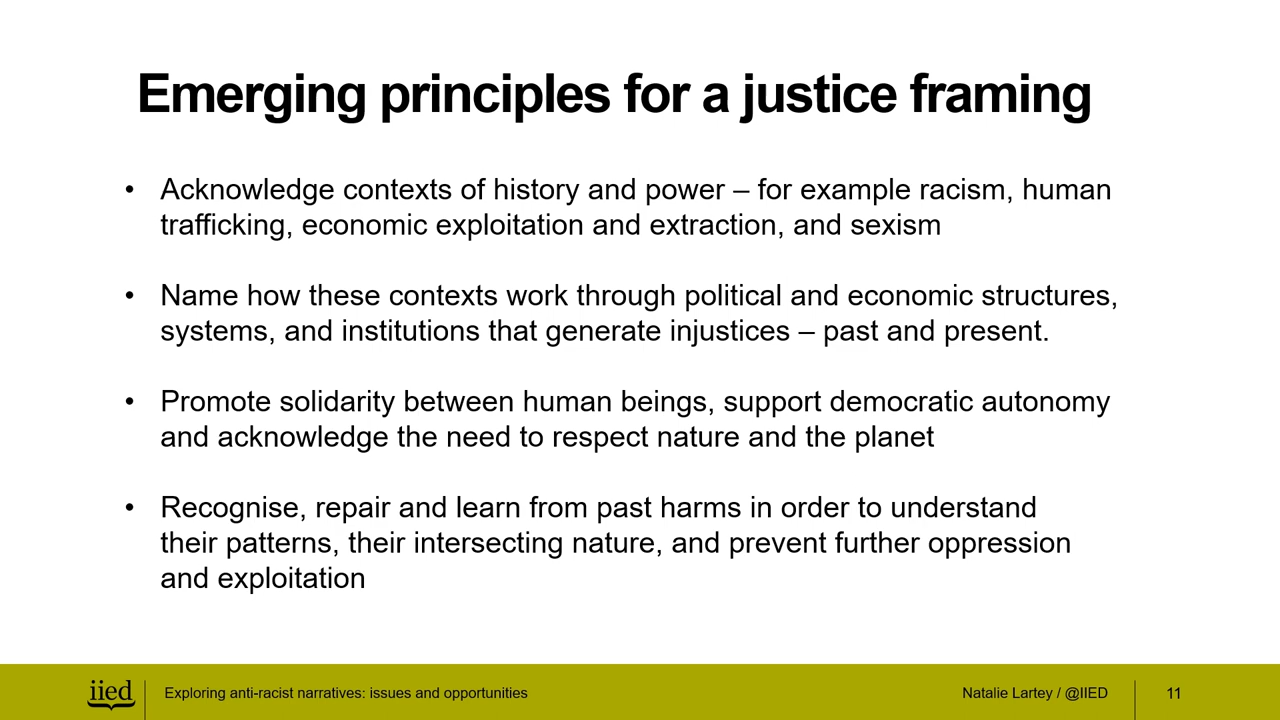 Emerging principles for a justice framing
• Acknowledge contexts of history and power – for example racism, human
trafficking, economic exploitation and extraction, and sexism
• Name how these contexts work through political and economic structures,
systems, and institutions that generate injustices – past and present.
• Promote solidarity between human beings, support democratic autonomy
and acknowledge the need to respect nature and the planet
• Recognise, repair and learn from past harms in order to understand
their patterns, their intersecting nature, and prevent further oppression
and exploitation
iied
Exploring anti-racist narratives: issues and opportunities
Natalie Lartey / @IIED
11